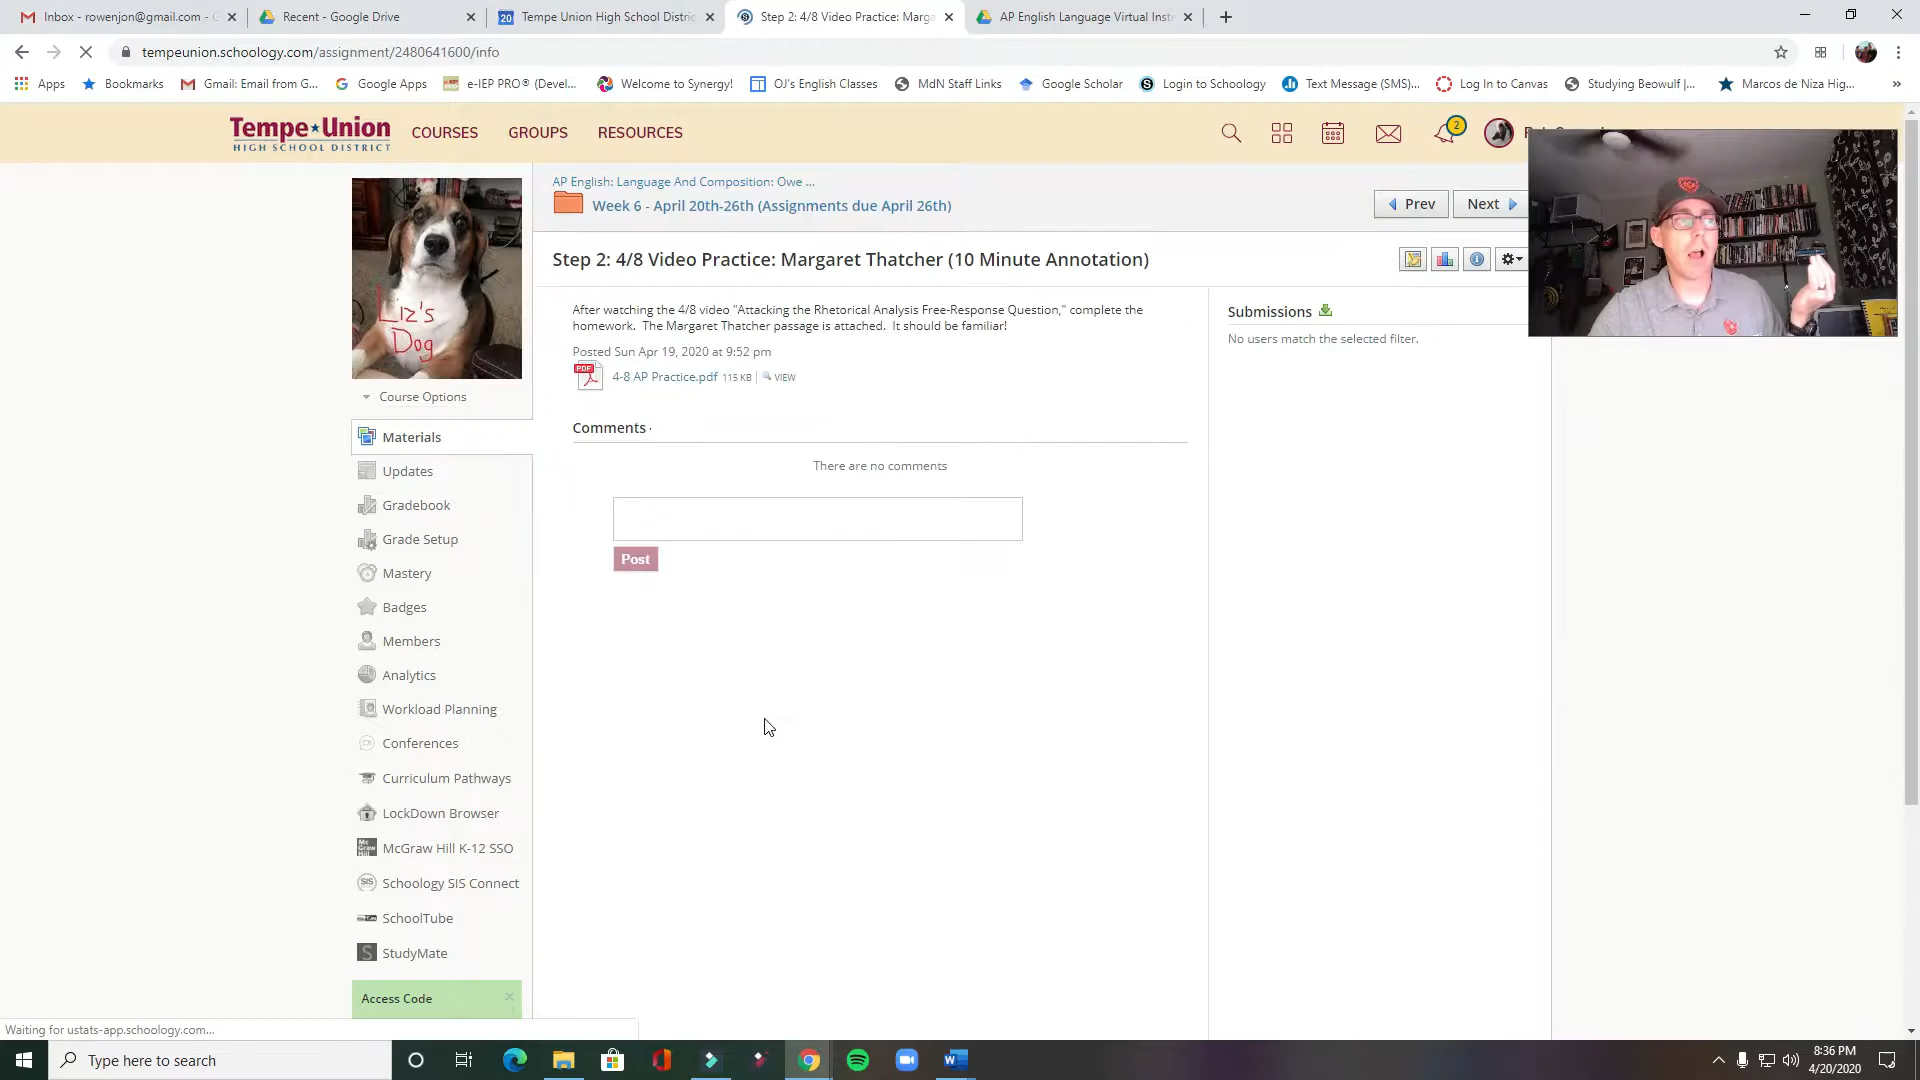 Inbox - rowenjon@gmail.com - G
Recent - Google Drive
20 Tempe Union High School Distric
Step 2: 4/8 Video Practice: Marga
AP English Language Virtual Inst
tempeunion.schoology.com/assignment/2480641600/info
Apps
Bookmarks
Gmail: Email from G...
Google Apps
e-IEP PRO® (Devel...
Welcome to Synergy!
OJ's English Classes
MdN Staff Links
Google Scholar
Login to Schoology
Text Message (SMS)...
Log In to Canvas
Studying Beowulf |...
Marcos de Niza Hig...
»
Tempe Union
HIGH SCHOOL DISTRICT
COURSES
GROUPS
RESOURCES
2
AP English: Language And Composition: Owe ...
Week 6 - April 20th-26th (Assignments due April 26th)
Prev
Next
Liz's
Dog
Step 2: 4/8 Video Practice: Margaret Thatcher (10 Minute Annotation)
After watching the 4/8 video "Attacking the Rhetorical Analysis Free-Response Question," complete the
homework. The Margaret Thatcher passage is attached. It should be familiar!
Posted Sun Apr 19, 2020 at 9:52 pm
PDF
4-8 AP Practice.pdf 115 KB | VIEW
Submissions
No users match the selected filter.
Comments ·
There are no comments
Post
Course Options
Materials
Updates
Gradebook
Grade Setup
Mastery
Badges
Members
Analytics
Workload Planning
Conferences
Curriculum Pathways
LockDown Browser
McGraw Hill K-12 SSO
SIS Schoology SIS Connect
SchoolTube
S StudyMate
Access Code
Waiting for ustats-app.schoology.com...
Type here to search
8:36 PM
4/20/2020